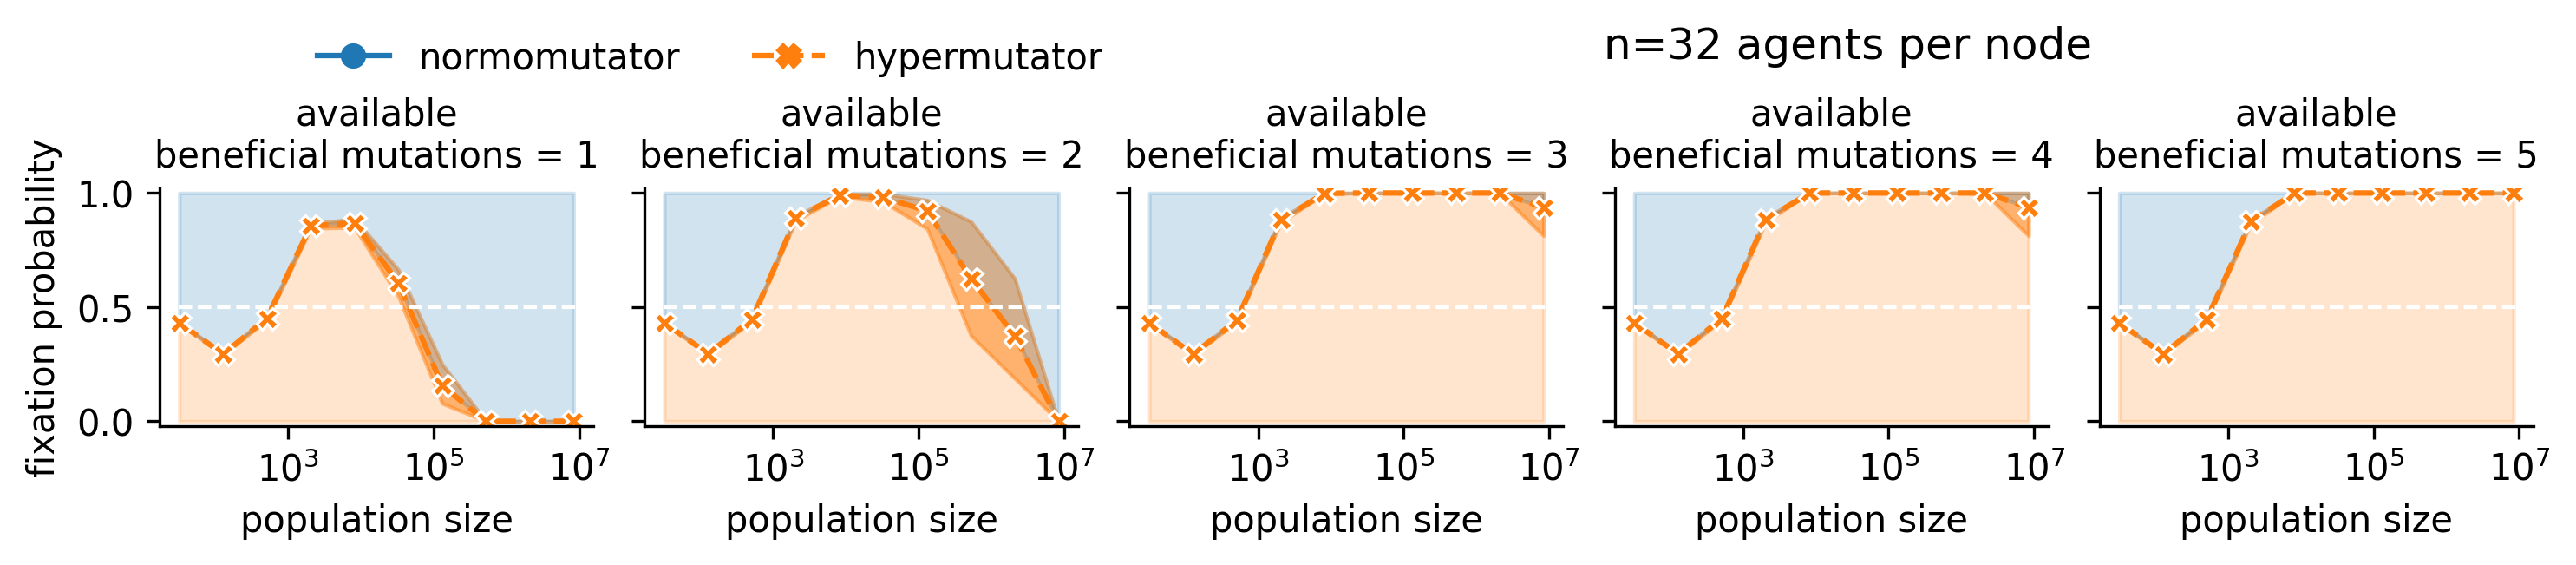 normomutator hypermutator n=32 agents per node
available
beneficial mutations = 1
available
beneficial mutations = 2
available
beneficial mutations = 3
available
beneficial mutations = 4
available
beneficial mutations = 5
fixation probability
1.0
0.5
0.0
10³ 10⁵ 10⁷
10³ 10⁵ 10⁷
10³ 10⁵ 10⁷
10³ 10⁵ 10⁷
10³ 10⁵ 10⁷
population size
population size
population size
population size
population size